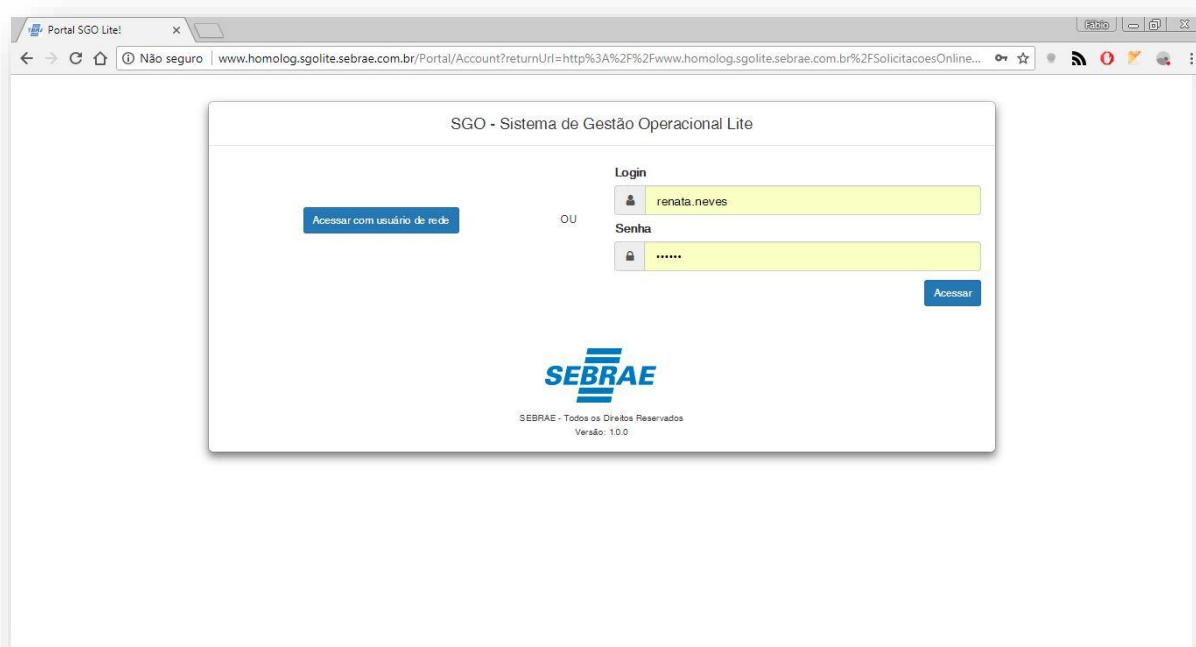 Portal SGO Lite!
Fábio
Não seguro | www.homolog.sgolite.sebrae.com.br/Portal/Account?returnUrl=http%3A%2F%2Fwww.homolog.sgolite.sebrae.com.br%2FSolicitacoesOnline...
SGO - Sistema de Gestão Operacional Lite
Login
renata.neves
Acessar com usuário de rede
OU
Senha
••••••
Acessar
SEBRAE
SEBRAE - Todos os Direitos Reservados
Versão: 1.0.0